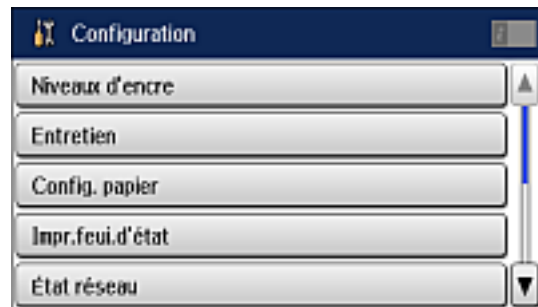 Configuration
Niveaux d'encre
Entretien
Config. papier
Impr.feui.d'état
État réseau